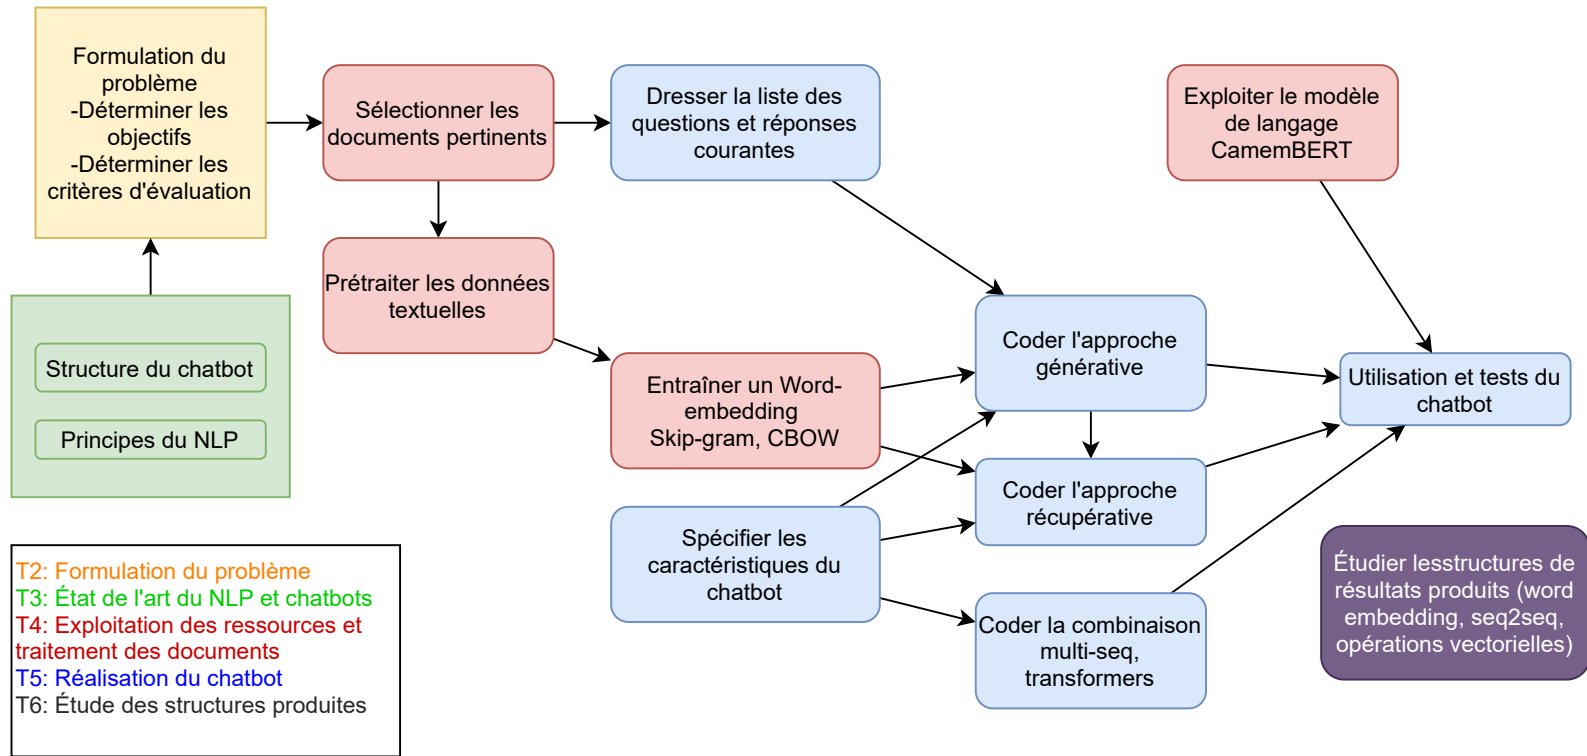 Formulation du
problème
-Déterminer les
objectifs
-Déterminer les
critères d'évaluation
Sélectionner les
documents pertinents
Dresser la liste des
questions et réponses
courantes
Exploiter le modèle
de langage
CamemBERT
Prétraiter les données
textuelles
Structure du chatbot
Principes du NLP
Entraîner un Word-
embedding
Skip-gram, CBOW
Coder l'approche
générative
Utilisation et tests du
chatbot
Coder l'approche
récupérative
Spécifier les
caractéristiques du
chatbot
Coder la combinaison
multi-seq,
transformers
Étudier lesstructures de
résultats produits (word
embedding, seq2seq,
opérations vectorielles)
T2: Formulation du problème
T3: État de l'art du NLP et chatbots
T4: Exploitation des ressources et
traitement des documents
T5: Réalisation du chatbot
T6: Étude des structures produites